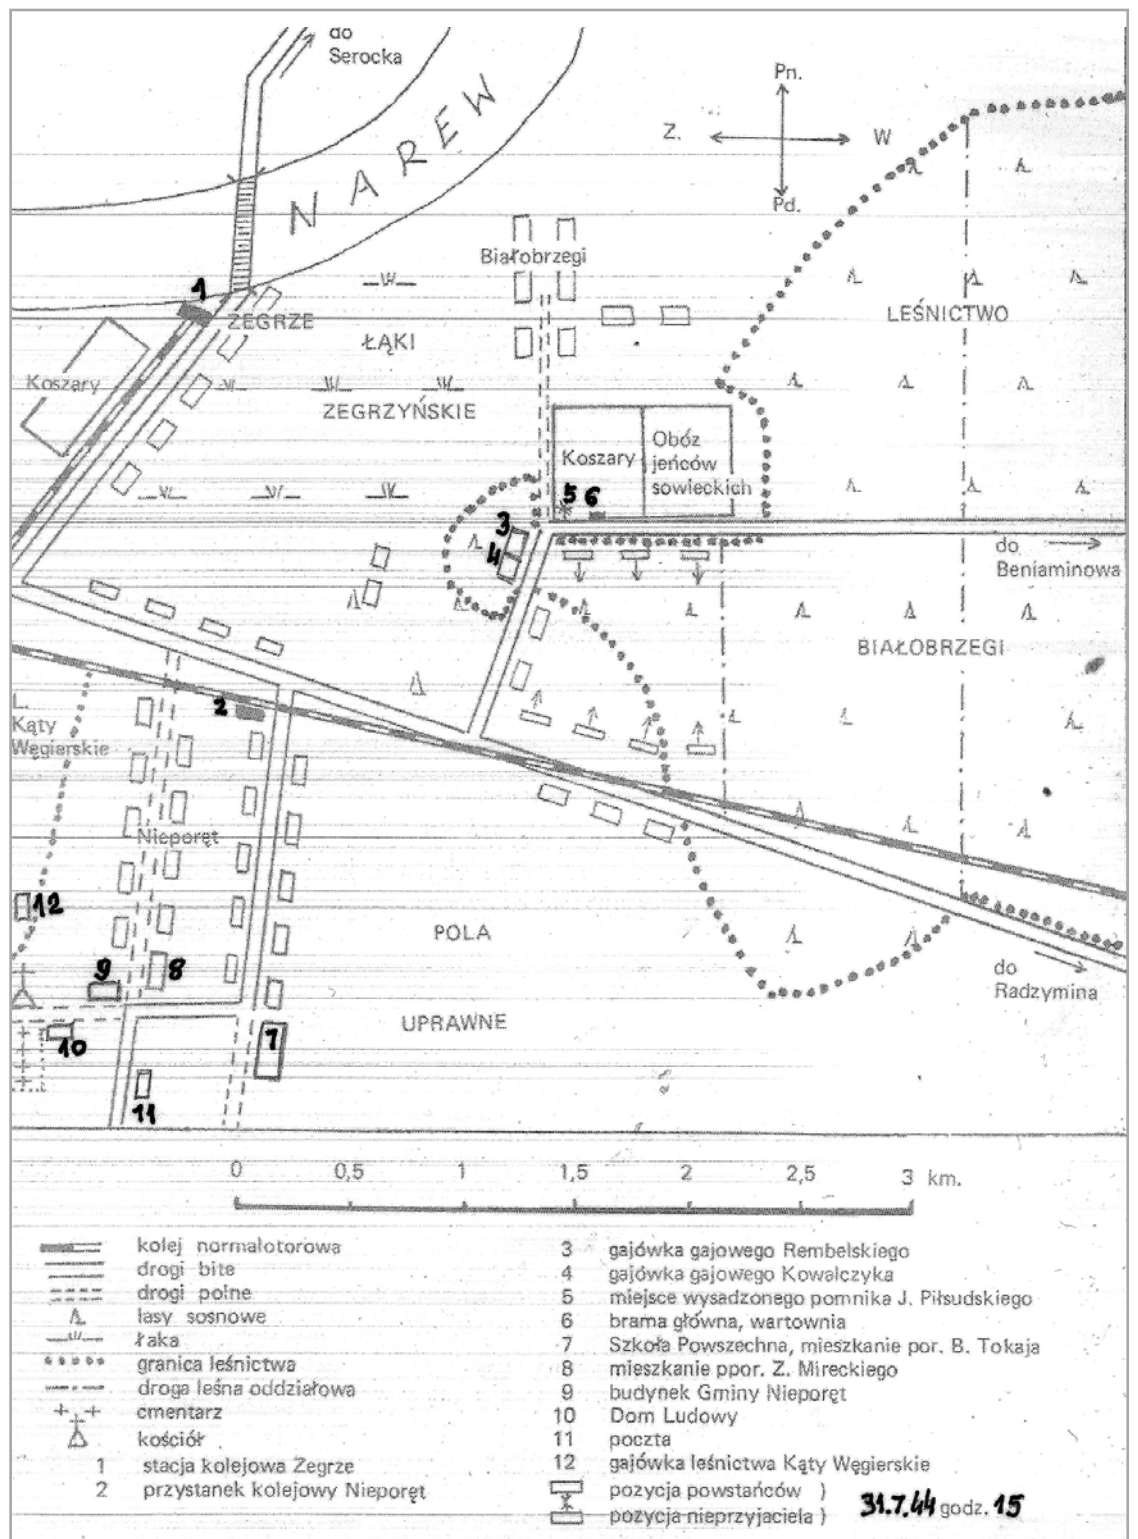 do
Serocka
NAREW
Pn.
Z.
W
Pd.
Białobrzegi
1
ZEGRZE
ŁĄKI
LEŚNICTWO
Koszary
ZEGRZYŃSKIE
Koszary
Obóz
jeńców
sowieckich
5
6
3
4
do
Beniaminowa
BIAŁOBRZEGI
2
L.
Kąty
Węgierskie
Nieporęt
12
POLA
9
8
do
Radzymina
UPRAWNE
7
10
11
0 0,5 1 1,5 2 2,5 3 km.
kolej normalotorowa
drogi bite
drogi polne
lasy sosnowe
łaka
granica leśnictwa
droga leśna oddziałowa
cmentarz
kościół
1 stacja kolejowa Zegrze
2 przystanek kolejowy Nieporęt
3 gajówka gajowego Rembelskiego
4 gajówka gajowego Kowalczyka
5 miejsce wysadzonego pomnika J. Piłsudskiego
6 brama główna, wartownia
7 Szkoła Powszechna, mieszkanie por. B. Tokaja
8 mieszkanie ppor. Z. Mireckiego
9 budynek Gminy Nieporęt
10 Dom Ludowy
11 poczta
12 gajówka leśnictwa Kąty Węgierskie
pozycja powstańców )
pozycja nieprzyjaciela )
31.7.44 godz. 15